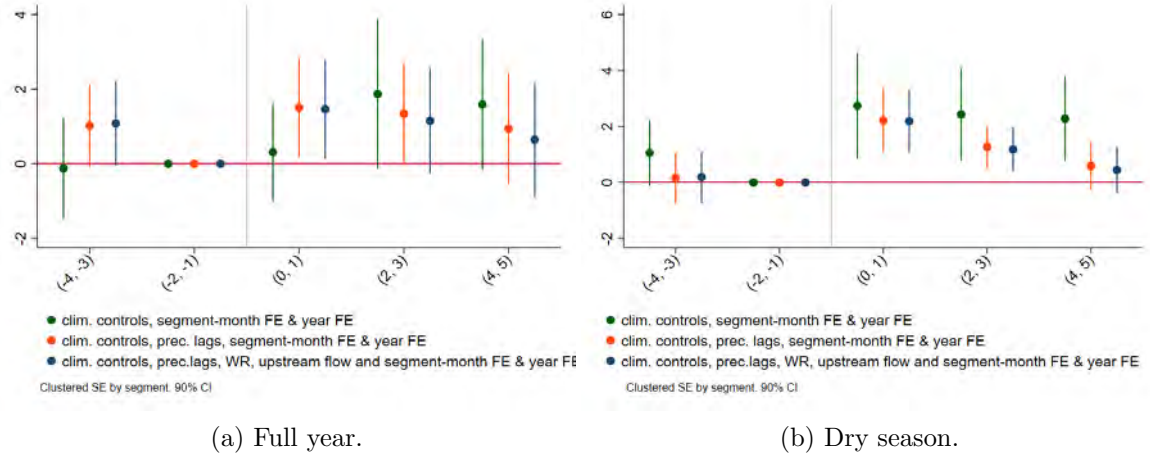 4
2
0
-2
(-4, -3)
(-2, -1)
(0, 1)
(2, 3)
(4, 5)
clim. controls, segment-month FE & year FE
clim. controls, prec. lags, segment-month FE & year FE
clim. controls, prec.lags, WR, upstream flow and segment-month FE & year FE
Clustered SE by segment. 90% CI
(a) Full year.
6
4
2
0
-2
(-4, -3)
(-2, -1)
(0, 1)
(2, 3)
(4, 5)
clim. controls, segment-month FE & year FE
clim. controls, prec. lags, segment-month FE & year FE
clim. controls, prec.lags, WR, upstream flow and segment-month FE & year FE
Clustered SE by segment. 90% CI
(b) Dry season.